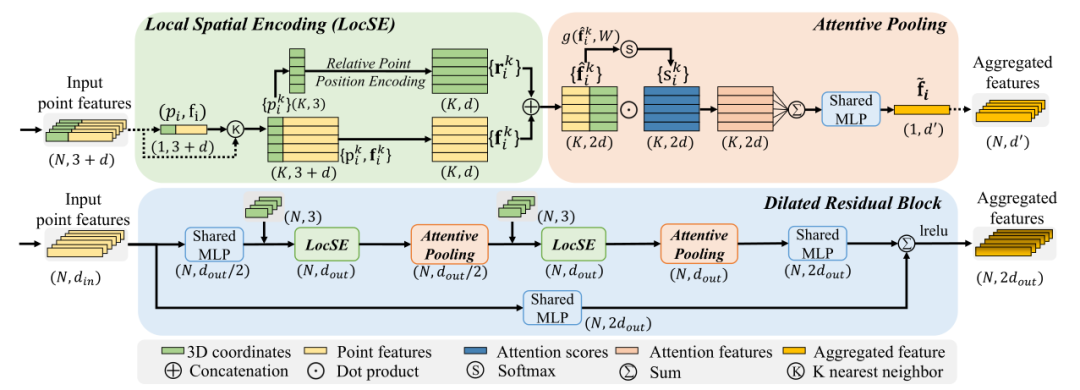 Local Spatial Encoding (LocSE)
Attentive Pooling
Input
point features
(N, 3 + d)
(p_i, f_i)
(1, 3 + d)
K
{p_i^k}
(K, 3)
Relative Point
Position Encoding
{r_i^k}
(K, d)
{p_i^k, f_i^k}
(K, 3 + d)
{f_i^k}
(K, d)
g(f̂_i^k, W)
S
{f̂_i^k}
{s_i^k}
(K, 2d)
(K, 2d)
(K, 2d)
Σ
Shared
MLP
f̃_i
(1, d')
Aggregated
features
(N, d')
Dilated Residual Block
Input
point features
(N, d_in)
Shared
MLP
(N, d_out/2)
(N, 3)
LocSE
(N, d_out)
Attentive
Pooling
(N, d_out/2)
(N, 3)
LocSE
(N, d_out)
Attentive
Pooling
(N, d_out)
Shared
MLP
(N, 2d_out)
Σ
lrelu
Shared
MLP
(N, 2d_out)
Aggregated
features
(N, 2d_out)
3D coordinates
Point features
Attention scores
Attention features
Aggregated feature
Concatenation
Dot product
S Softmax
Σ Sum
K K nearest neighbor